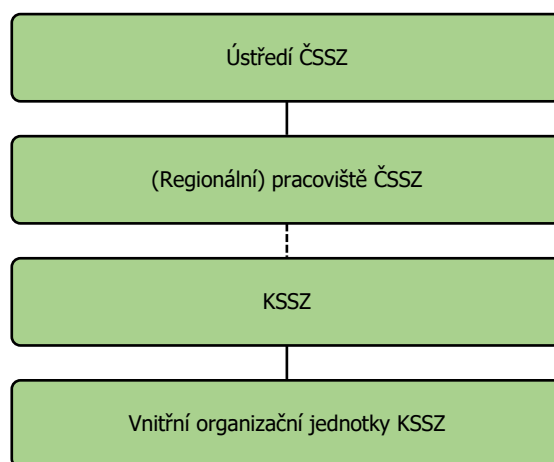 Ústředí ČSSZ
(Regionální) pracoviště ČSSZ
KSSZ
Vnitřní organizační jednotky KSSZ